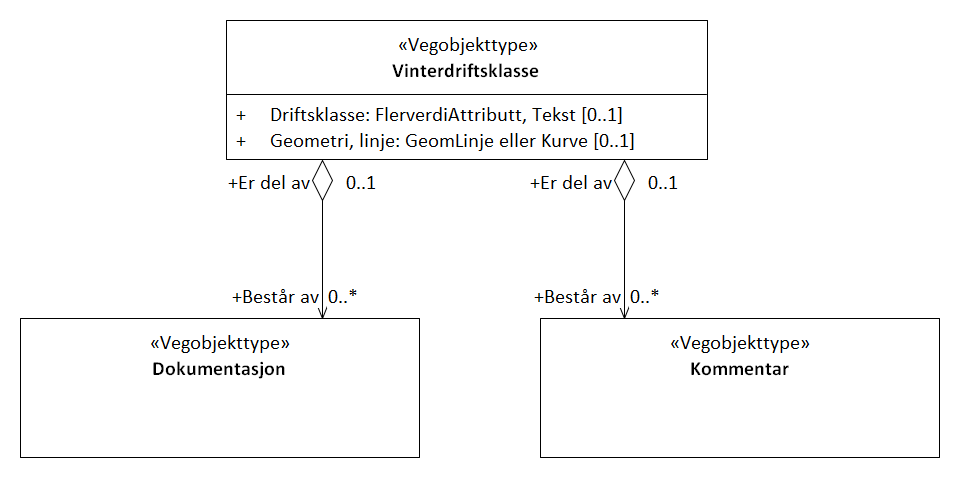 «Vegobjekttype»
Vinterdriftsklasse
+ Driftsklasse: FlerverdiAttributt, Tekst [0..1]
+ Geometri, linje: GeomLinje eller Kurve [0..1]
+Er del av 0..1
+Er del av 0..1
+Består av 0..*
+Består av 0..*
«Vegobjekttype»
Dokumentasjon
«Vegobjekttype»
Kommentar